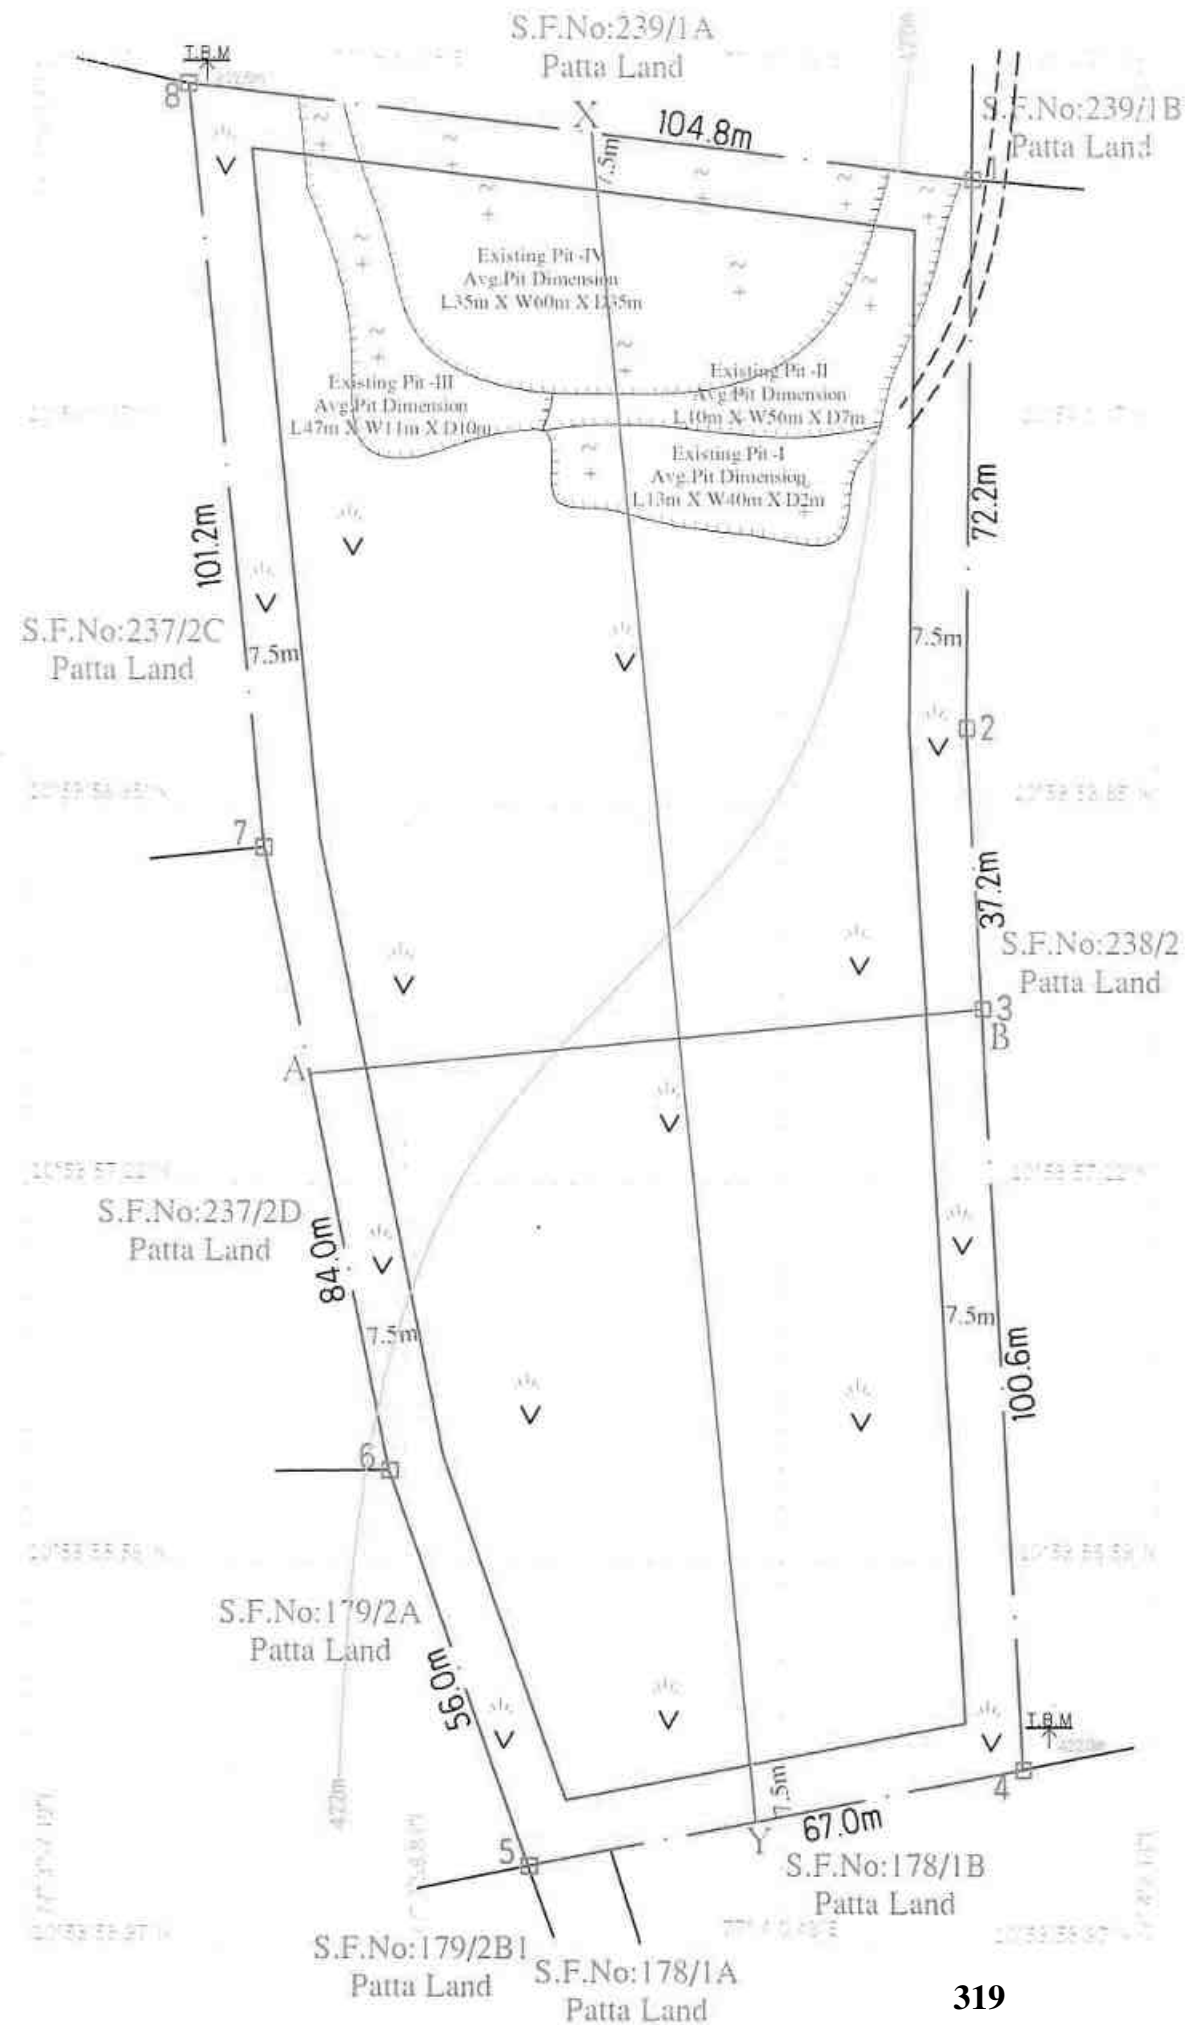 S.F.No:239/1A
Patta Land
T.B.M
8
X
104.8m
S.F.No:239/1B
Patta Land
1
7.5m
Existing Pit -IV
Avg.Pit Dimension
L35m X W60m X D35m
Existing Pit -III
Avg.Pit Dimension
L47m X W11m X D10m
Existing Pit -II
Avg.Pit Dimension
L10m X W56m X D7m
Existing Pit -I
Avg.Pit Dimension
L13m X W40m X D2m
101.2m
72.2m
S.F.No:237/2C
Patta Land
7.5m
7.5m
2
7
37.2m
S.F.No:238/2
Patta Land
3
B
A
S.F.No:237/2D
Patta Land
84.0m
7.5m
7.5m
100.6m
6
S.F.No:179/2A
Patta Land
56.0m
T.B.M
422m
4
7.5m
5
Y
67.0m
S.F.No:178/1B
Patta Land
S.F.No:179/2B1
Patta Land
S.F.No:178/1A
Patta Land
319